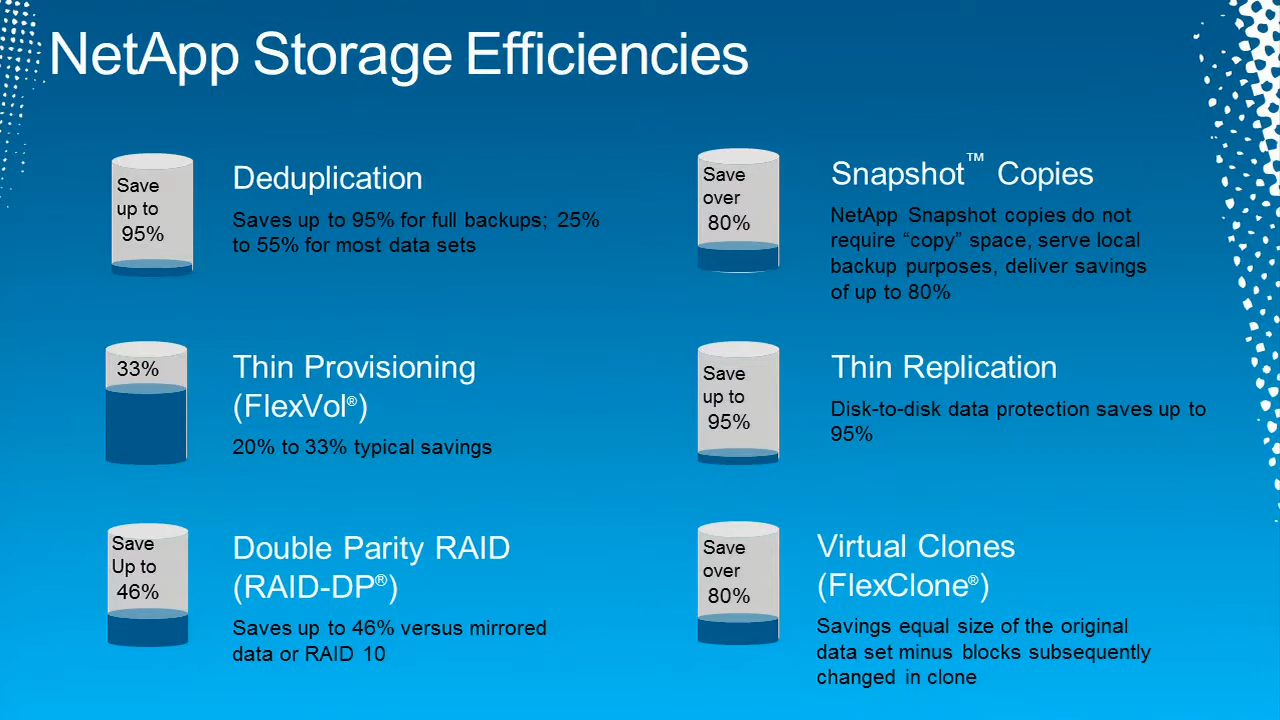 NetApp Storage Efficiencies
Save
up to
95%
Deduplication
Saves up to 95% for full backups; 25%
to 55% for most data sets
Save
over
80%
Snapshot™ Copies
NetApp Snapshot copies do not
require “copy” space, serve local
backup purposes, deliver savings
of up to 80%
33%
Thin Provisioning
(FlexVol®)
20% to 33% typical savings
Save
up to
95%
Thin Replication
Disk-to-disk data protection saves up to
95%
Save
Up to
46%
Double Parity RAID
(RAID-DP®)
Saves up to 46% versus mirrored
data or RAID 10
Save
over
80%
Virtual Clones
(FlexClone®)
Savings equal size of the original
data set minus blocks subsequently
changed in clone